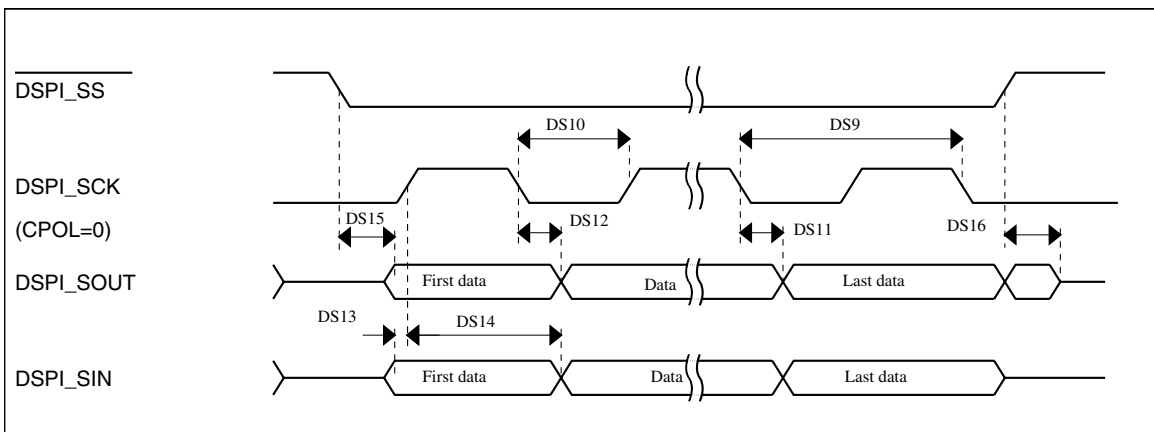 DSPI_SS
DS10
DS9
DSPI_SCK
(CPOL=0)
DS15
DS12
DS11
DS16
DSPI_SOUT
First data
Data
Last data
DS13
DS14
DSPI_SIN
First data
Data
Last data